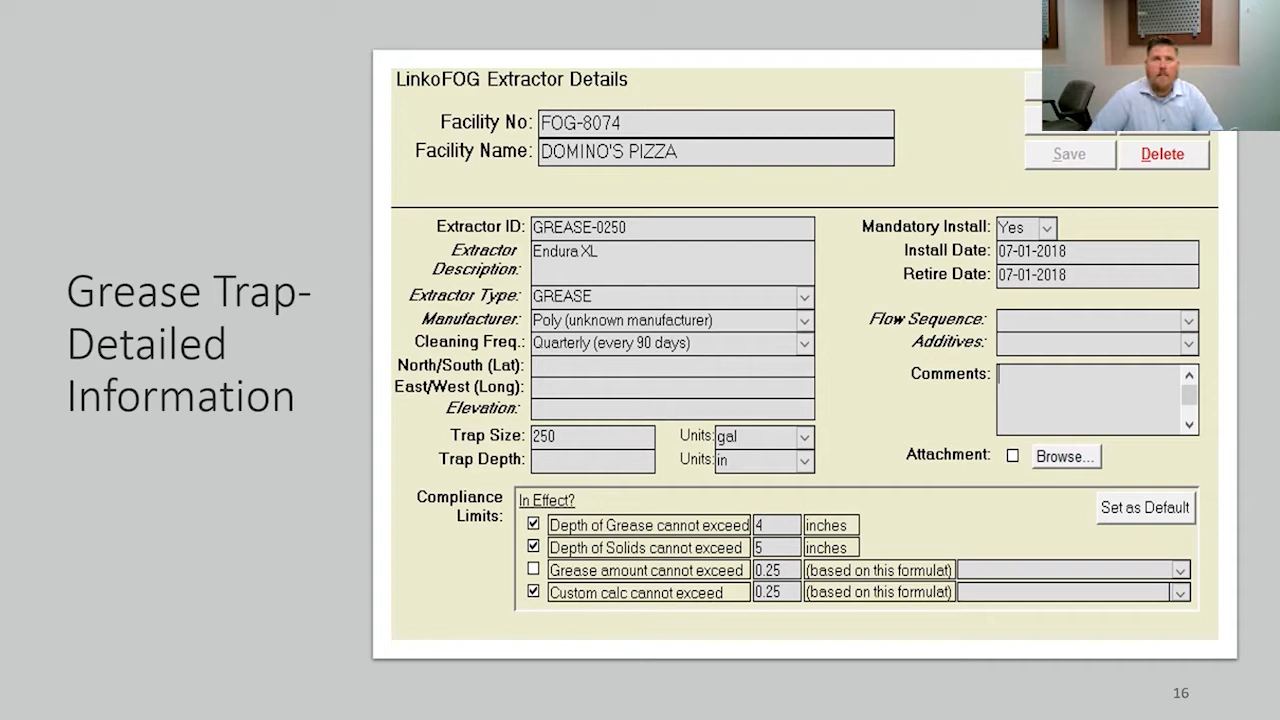 Grease Trap-
Detailed
Information
LinkoFOG Extractor Details
Facility No: FOG-8074
Facility Name: DOMINO'S PIZZA
Save Delete
Extractor ID: GREASE-0250
Extractor Description: Endura XL
Extractor Type: GREASE
Manufacturer: Poly (unknown manufacturer)
Cleaning Freq.: Quarterly (every 90 days)
North/South (Lat):
East/West (Long):
Elevation:
Trap Size: 250 Units: gal
Trap Depth: Units: in
Mandatory Install: Yes
Install Date: 07-01-2018
Retire Date: 07-01-2018
Flow Sequence:
Additives:
Comments:
Attachment: Browse...
Compliance
Limits:
In Effect?
Set as Default
Depth of Grease cannot exceed 4 inches
Depth of Solids cannot exceed 5 inches
Grease amount cannot exceed 0.25 (based on this formulat)
Custom calc cannot exceed 0.25 (based on this formulat)
16